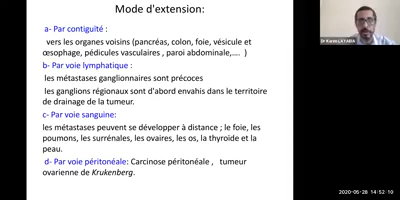 Mode d'extension:
a- Par contiguité :
vers les organes voisins (pancréas, colon, foie, vésicule et
œsophage, pédicules vasculaires , paroi abdominale,.... )
b- Par voie lymphatique :
les métastases ganglionnaires sont précoces
les ganglions régionaux sont d'abord envahis dans le territoire
de drainage de la tumeur.
c- Par voie sanguine:
les métastases peuvent se développer à distance ; le foie, les
poumons, les surrénales, les ovaires, les os, la thyroïde et la
peau.
d- Par voie péritonéale: Carcinose péritonéale , tumeur
ovarienne de Krukenberg.
Dr Karim LAYADIA
2020-05-28 14:52:10